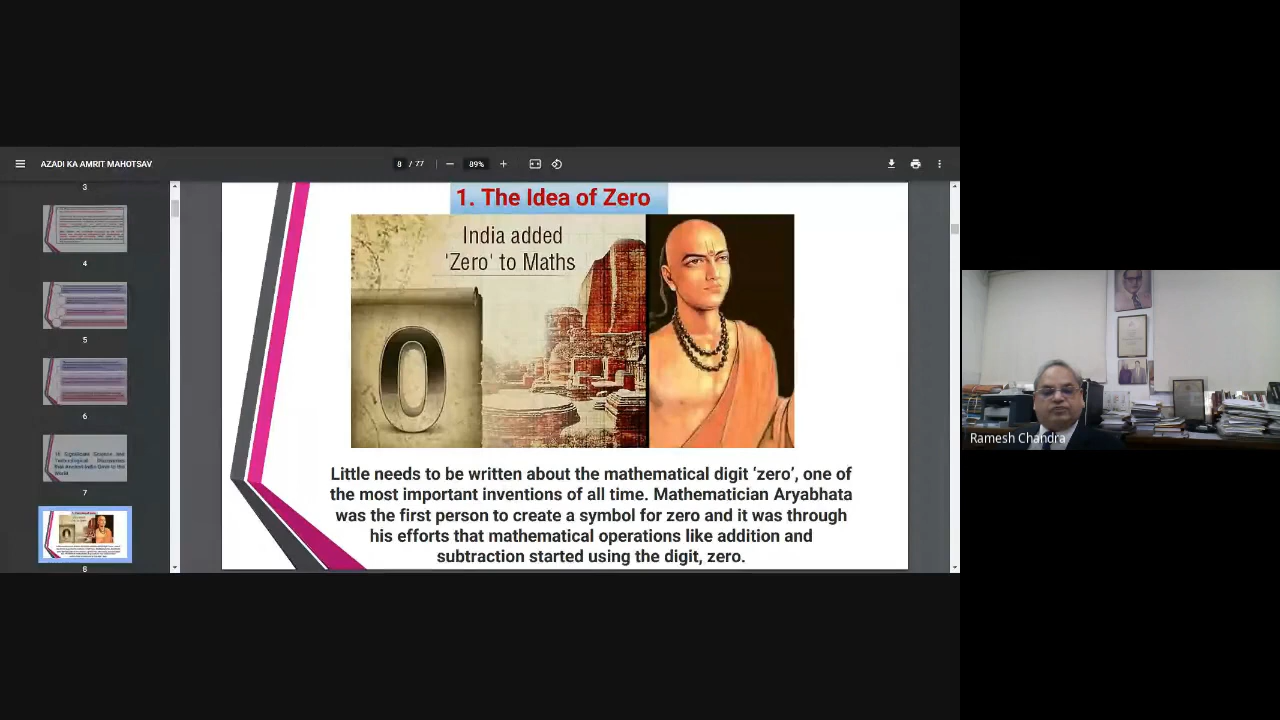 AZADI KA AMRIT MAHOTSAV
8 / 77
89%
3
4
5
6
7
8
1. The Idea of Zero
India added
'Zero' to Maths
0
Little needs to be written about the mathematical digit ‘zero’, one of
the most important inventions of all time. Mathematician Aryabhata
was the first person to create a symbol for zero and it was through
his efforts that mathematical operations like addition and
subtraction started using the digit, zero.
Ramesh Chandra